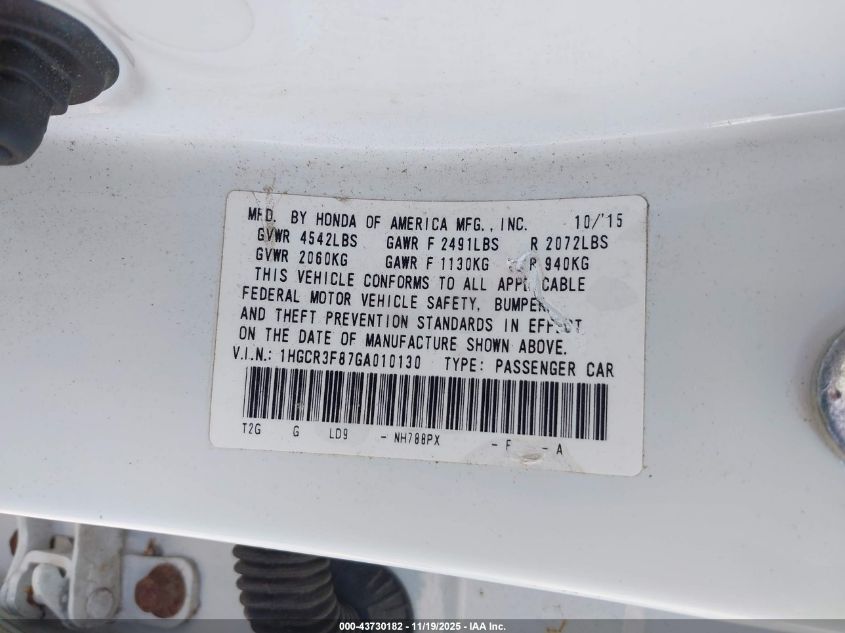 MFD. BY HONDA OF AMERICA MFG., INC. 10/'15
GVWR 4542LBS GAWR F 2491LBS R 2072LBS
GVWR 2060KG GAWR F 1130KG R 940KG
THIS VEHICLE CONFORMS TO ALL APPLICABLE
FEDERAL MOTOR VEHICLE SAFETY, BUMPER,
AND THEFT PREVENTION STANDARDS IN EFFECT
ON THE DATE OF MANUFACTURE SHOWN ABOVE.
V.I.N.: 1HGCR3F87GA010130 TYPE: PASSENGER CAR
T2G G LD9 - NH788PX - F - A
000-43730182 - 11/19/2025 - IAA Inc.